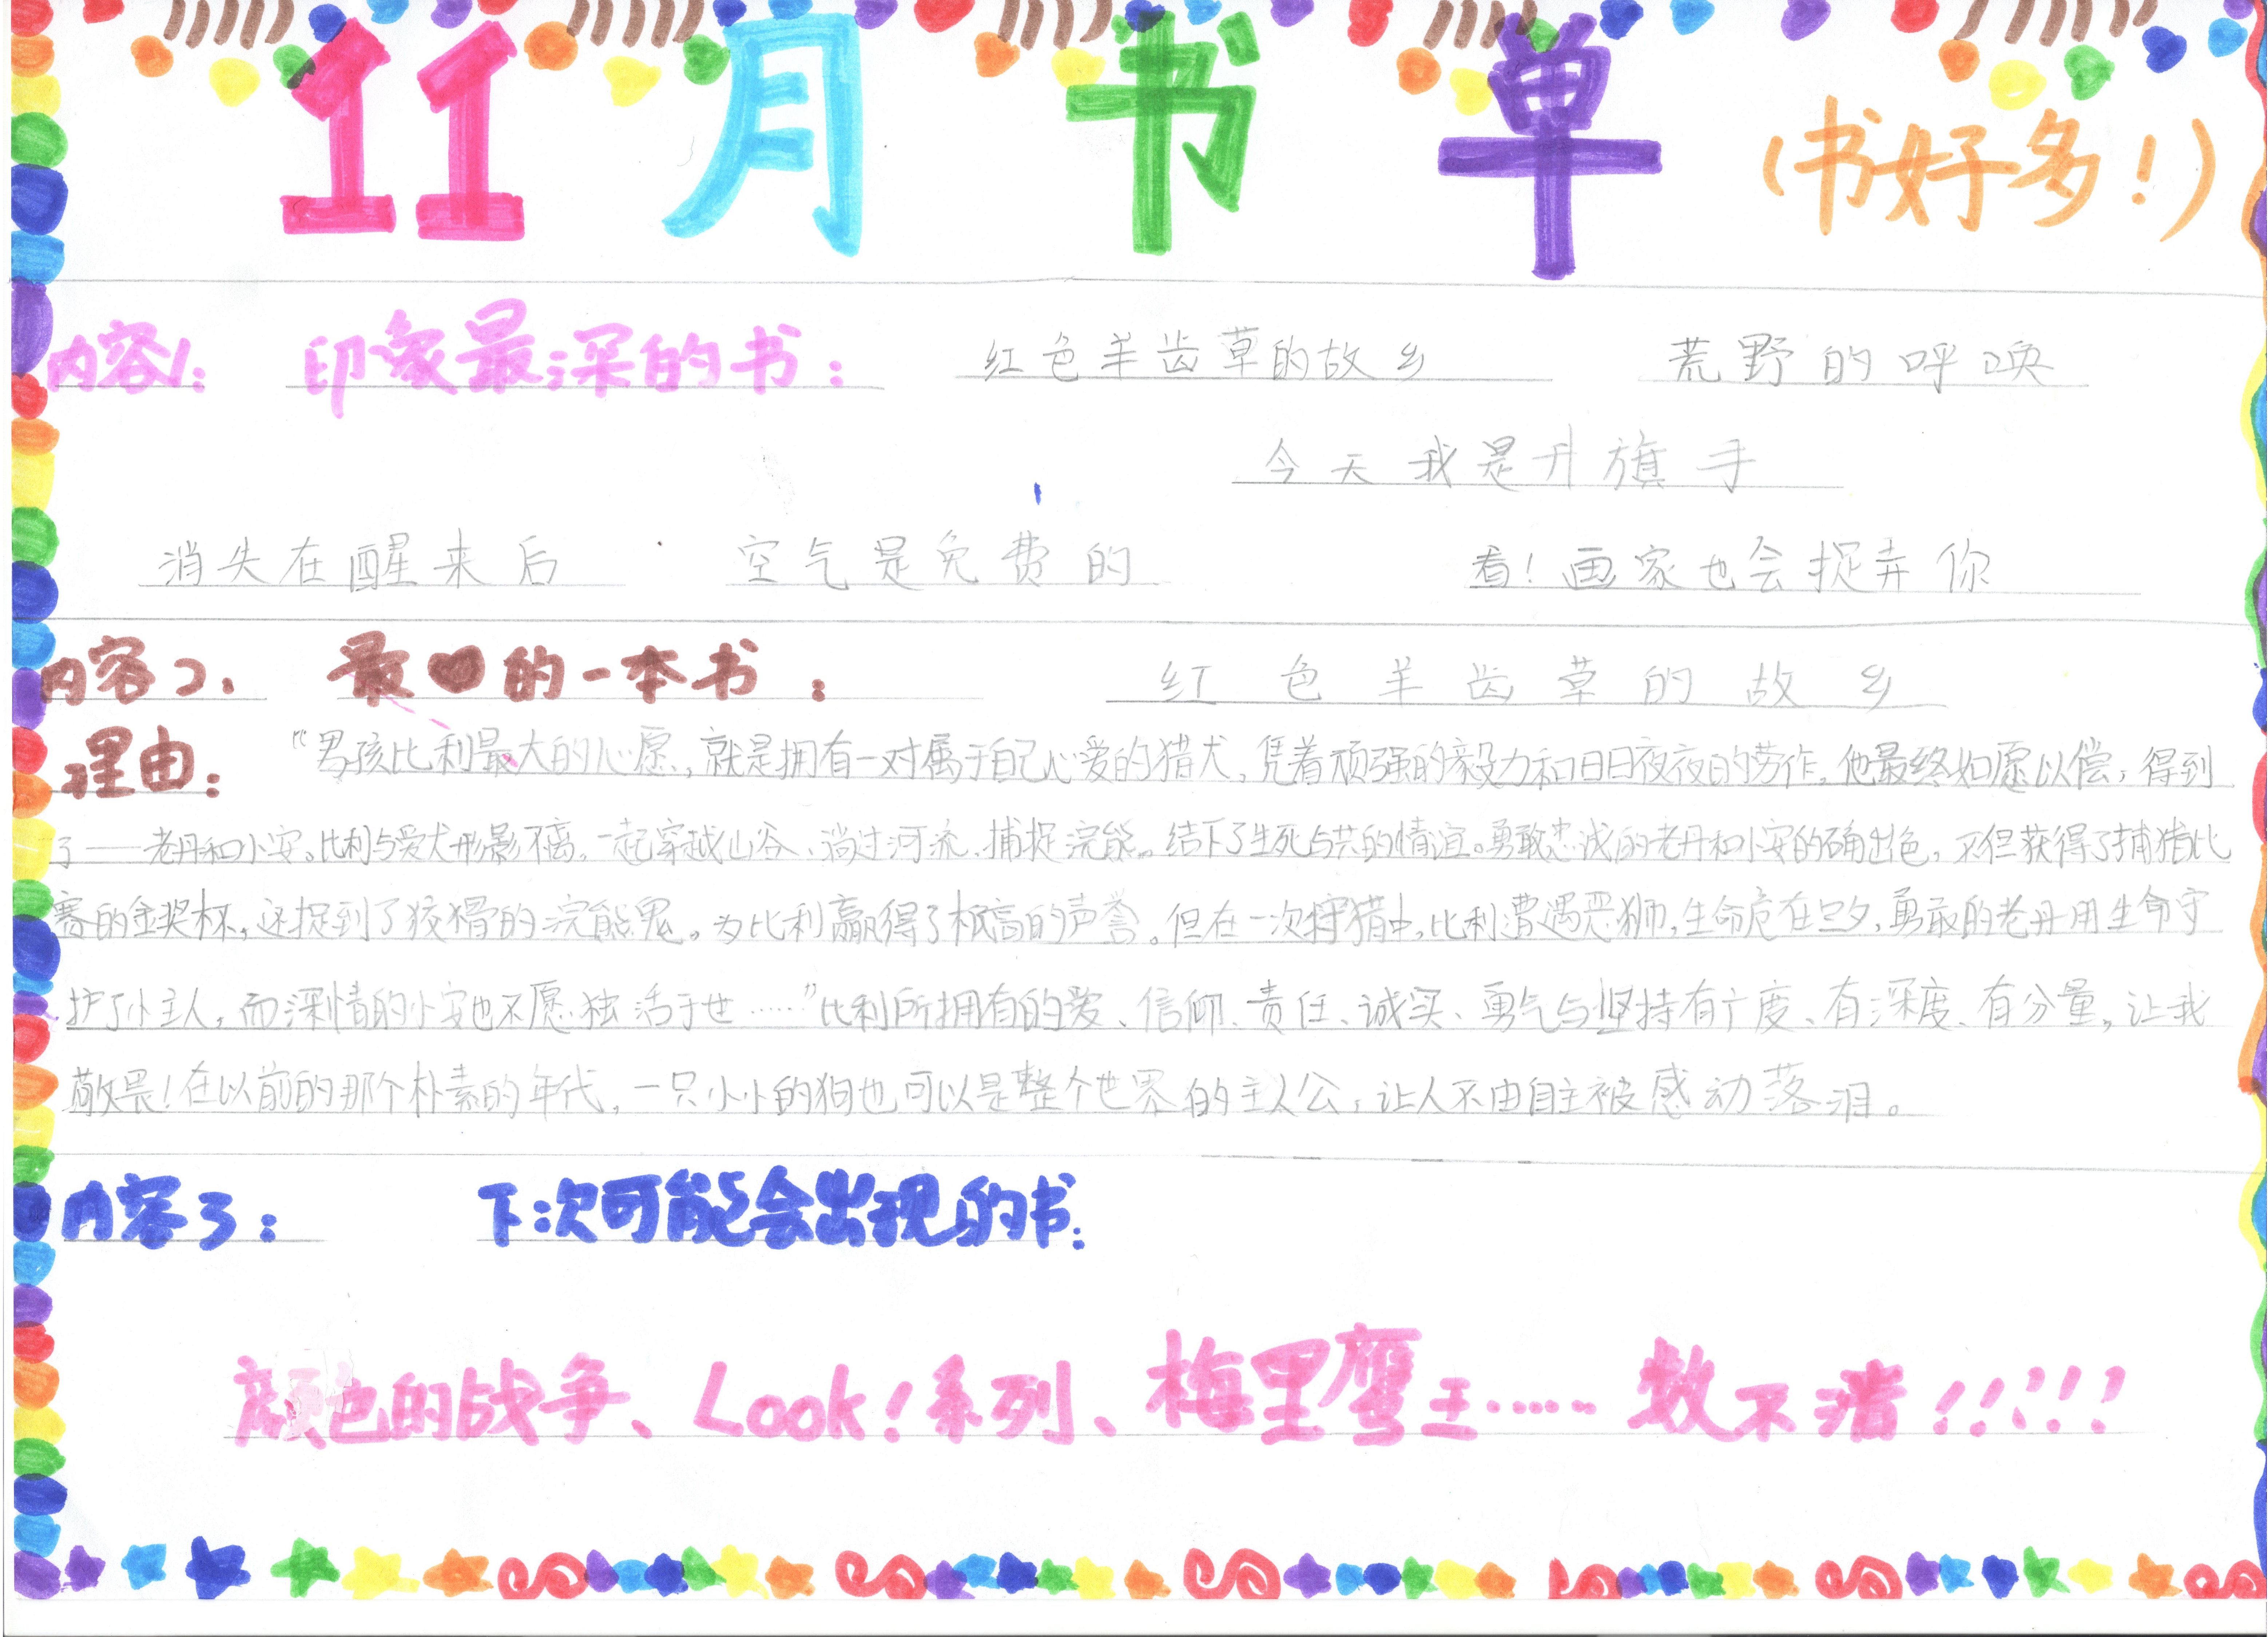 11月书单(书好多!)
内容1: 印象最深的书: 红色羊齿草的故乡 荒野的呼唤
今天我是升旗手
消失在醒来后 空气是免费的 看!画家也会捉弄你
内容2. 最♥的一本书: 红色羊齿草的故乡
理由: “男孩比利最大的心愿,就是拥有一对属于自己心爱的猎犬,凭着顽强的毅力和日日夜夜的劳作,他最终如愿以偿,得到
了——老丹和小安。比利与爱犬形影不离,一起穿越山谷、淌过河流、捕捉浣熊。结下了生死与共的情谊。勇敢忠诚的老丹和小安的确出色,不但获得了捕猎比
赛的金奖杯,还捉到了狡猾的浣熊鬼。为比利赢得了极高的声誉。但在一次狩猎中,比利遭遇恶狮,生命危在旦夕,勇敢的老丹用生命守
护了小主人,而深情的小安也不愿独活于世……”比利所拥有的爱、信仰、责任、诚实、勇气与坚持有广度、有深度、有分量,让我
敬畏!在以前的那个朴素的年代,一只小小的狗也可以是整个世界的主人公,让人不由自主被感动落泪。
内容3: 下次可能会出现的书:
颜色的战争、Look!系列、梅里鹰王……数不清!!!!!